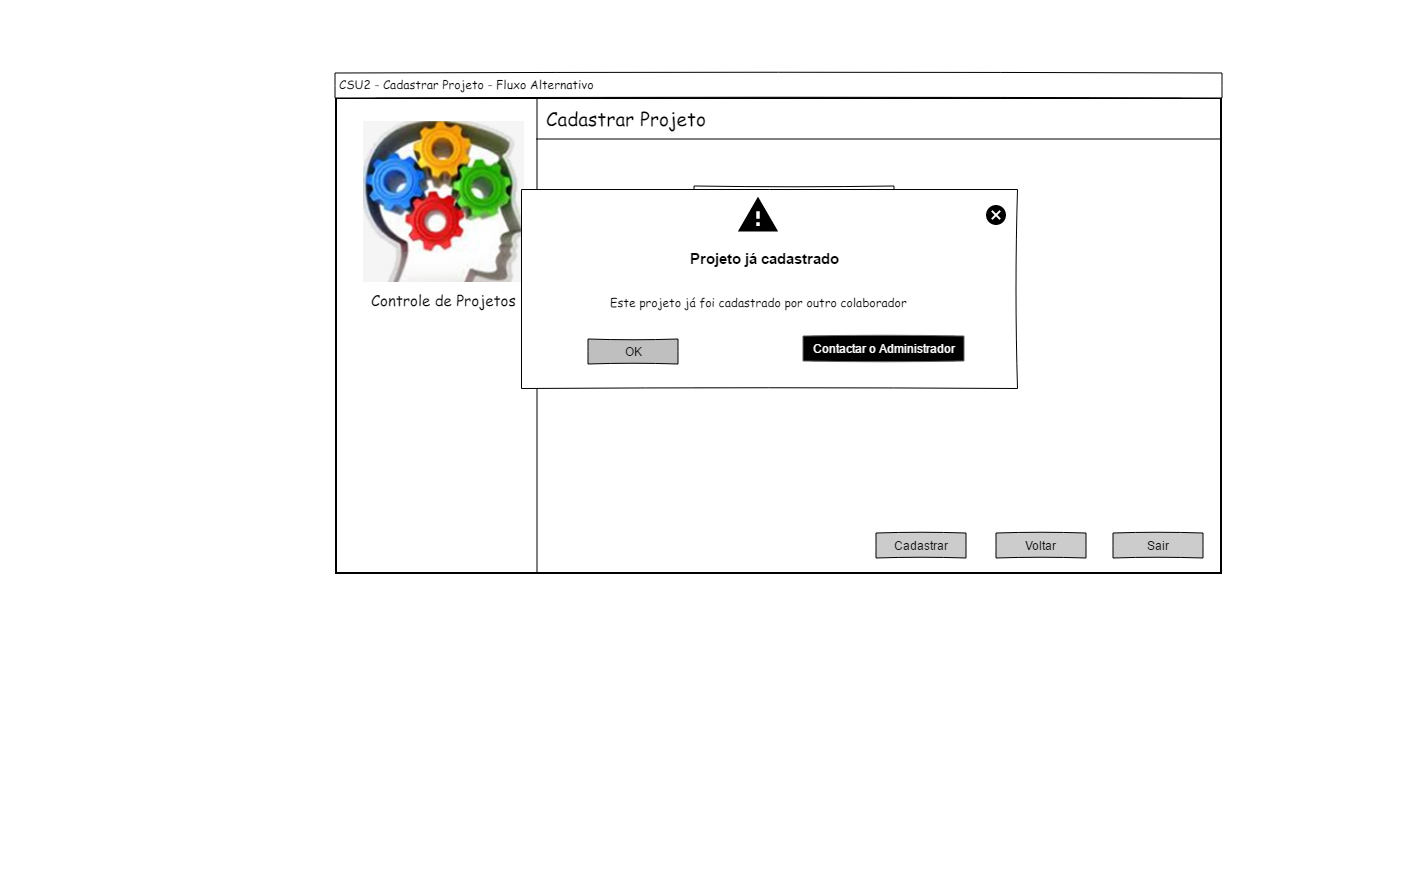 CSU2 - Cadastrar Projeto - Fluxo Alternativo
Cadastrar Projeto
Controle de Projetos
Projeto já cadastrado
Este projeto já foi cadastrado por outro colaborador
OK
Contactar o Administrador
Cadastrar
Voltar
Sair